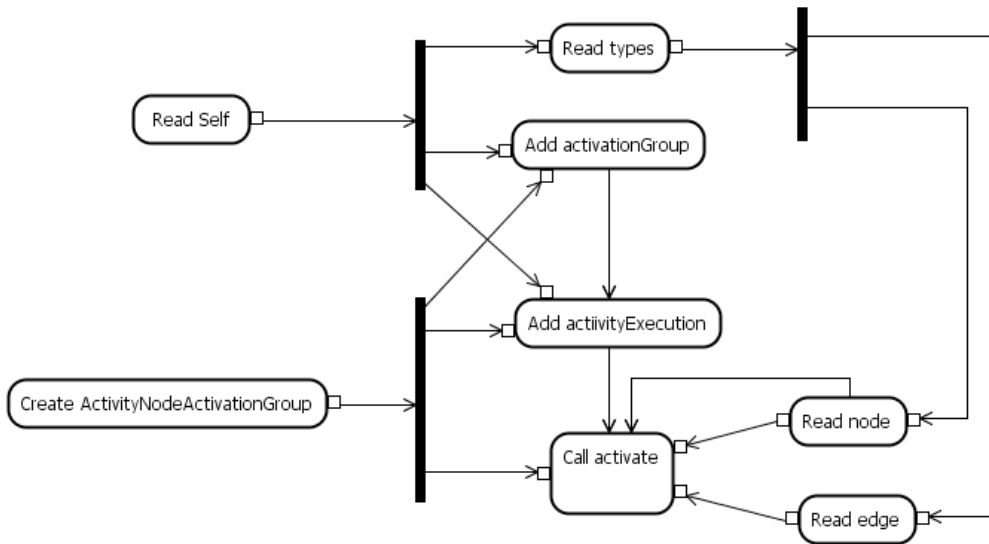 Read types
Read Self
Add activationGroup
Add actiivityExecution
Create ActivityNodeActivationGroup
Read node
Call activate
Read edge